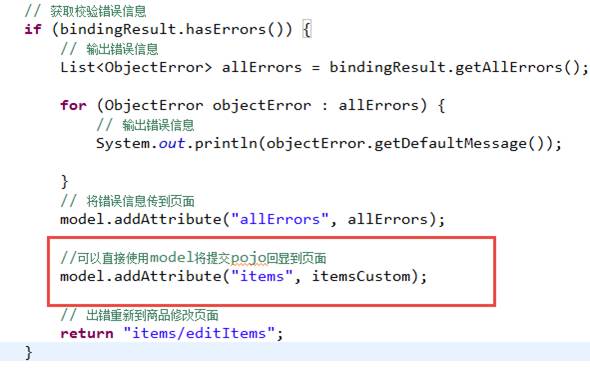 // 获取校验错误信息
if (bindingResult.hasErrors()) {
// 输出错误信息
List<ObjectError> allErrors = bindingResult.getAllErrors();
for (ObjectError objectError : allErrors) {
// 输出错误信息
System.out.println(objectError.getDefaultMessage());
}
// 将错误信息传到页面
model.addAttribute("allErrors", allErrors);
//可以直接使用model将提交pojo回显到页面
model.addAttribute("items", itemsCustom);
// 出错重新到商品修改页面
return "items/editItems";
}